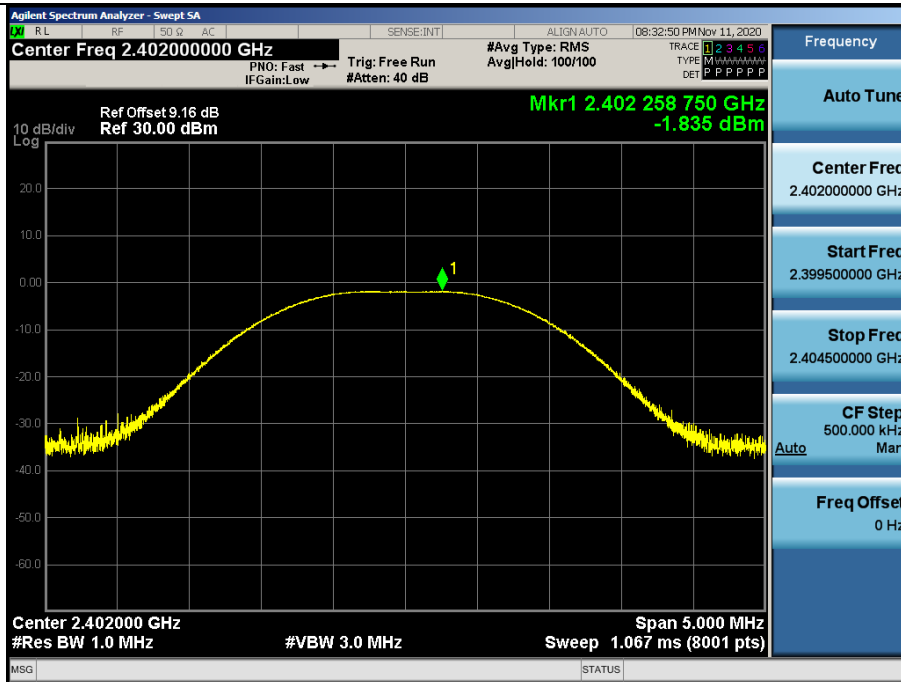 Agilent Spectrum Analyzer - Swept SA
LXI RL RF 50 Ω AC SENSE:INT ALIGN AUTO 08:32:50 PM Nov 11, 2020
Center Freq 2.402000000 GHz
PNO: Fast
IFGain:Low
Trig: Free Run
#Atten: 40 dB
#Avg Type: RMS
Avg|Hold: 100/100
TRACE 1 2 3 4 5 6
TYPE MWWWWW
DET P P P P P P
Ref Offset 9.16 dB
10 dB/div Ref 30.00 dBm
Log
Mkr1 2.402 258 750 GHz
-1.835 dBm
20.0
10.0
0.00
-10.0
-20.0
-30.0
-40.0
-50.0
-60.0
1
Center 2.402000 GHz Span 5.000 MHz
#Res BW 1.0 MHz #VBW 3.0 MHz Sweep 1.067 ms (8001 pts)
MSG STATUS
Frequency
Auto Tune
Center Freq
2.402000000 GHz
Start Freq
2.399500000 GHz
Stop Freq
2.404500000 GHz
CF Step
500.000 kHz
Auto Man
Freq Offset
0 Hz